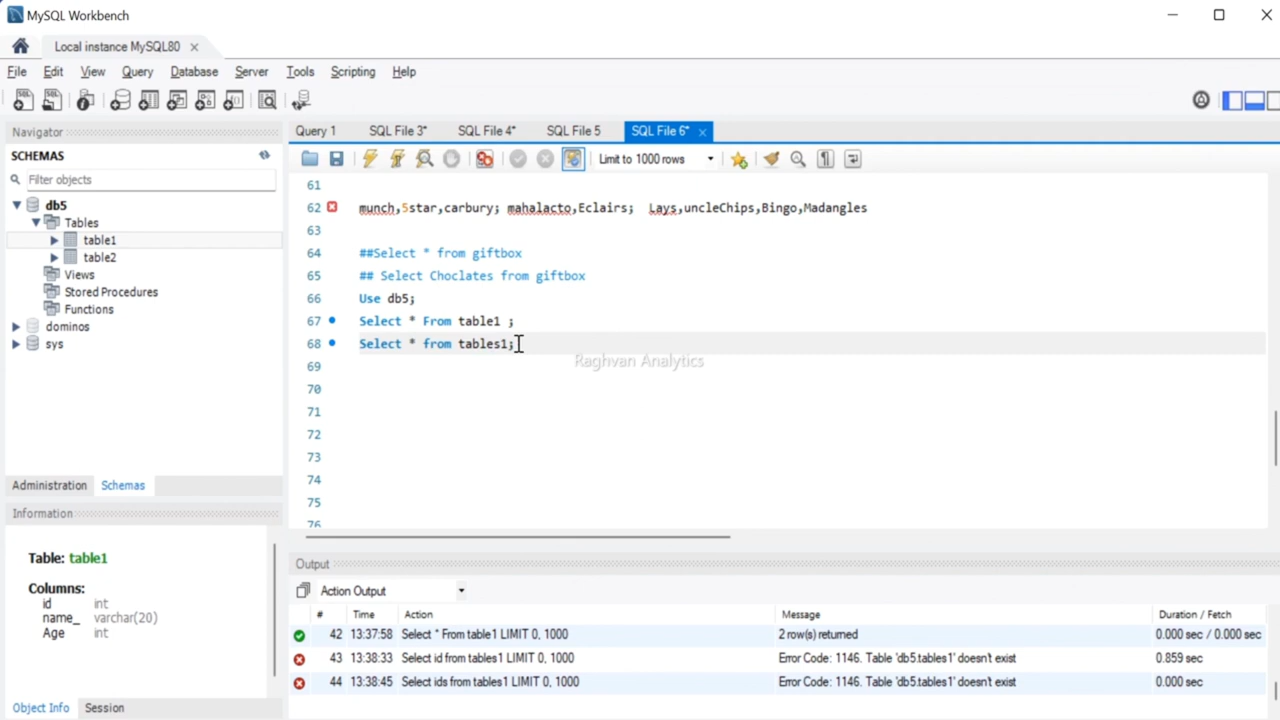 MySQL Workbench
Local instance MySQL80
File Edit View Query Database Server Tools Scripting Help
Navigator
SCHEMAS
Filter objects
db5
Tables
table1
table2
Views
Stored Procedures
Functions
dominos
sys
Administration Schemas
Information
Table: table1
Columns:
id int
name_ varchar(20)
Age int
Object Info Session
Query 1 SQL File 3* SQL File 4* SQL File 5 SQL File 6*
Limit to 1000 rows
61
62 munch,5star,carbury; mahalacto,Eclairs; Lays,uncleChips,Bingo,Madangles
63
64 ##Select * from giftbox
65 ## Select Choclates from giftbox
66 Use db5;
67 Select * From table1 ;
68 Select * from tables1;
Raghvan Analytics
69
70
71
72
73
74
75
76
Output
Action Output
# Time Action Message Duration / Fetch
42 13:37:58 Select * From table1 LIMIT 0, 1000 2 row(s) returned 0.000 sec / 0.000 sec
43 13:38:33 Select id from tables1 LIMIT 0, 1000 Error Code: 1146. Table 'db5.tables1' doesn't exist 0.859 sec
44 13:38:45 Select ids from tables1 LIMIT 0, 1000 Error Code: 1146. Table 'db5.tables1' doesn't exist 0.000 sec